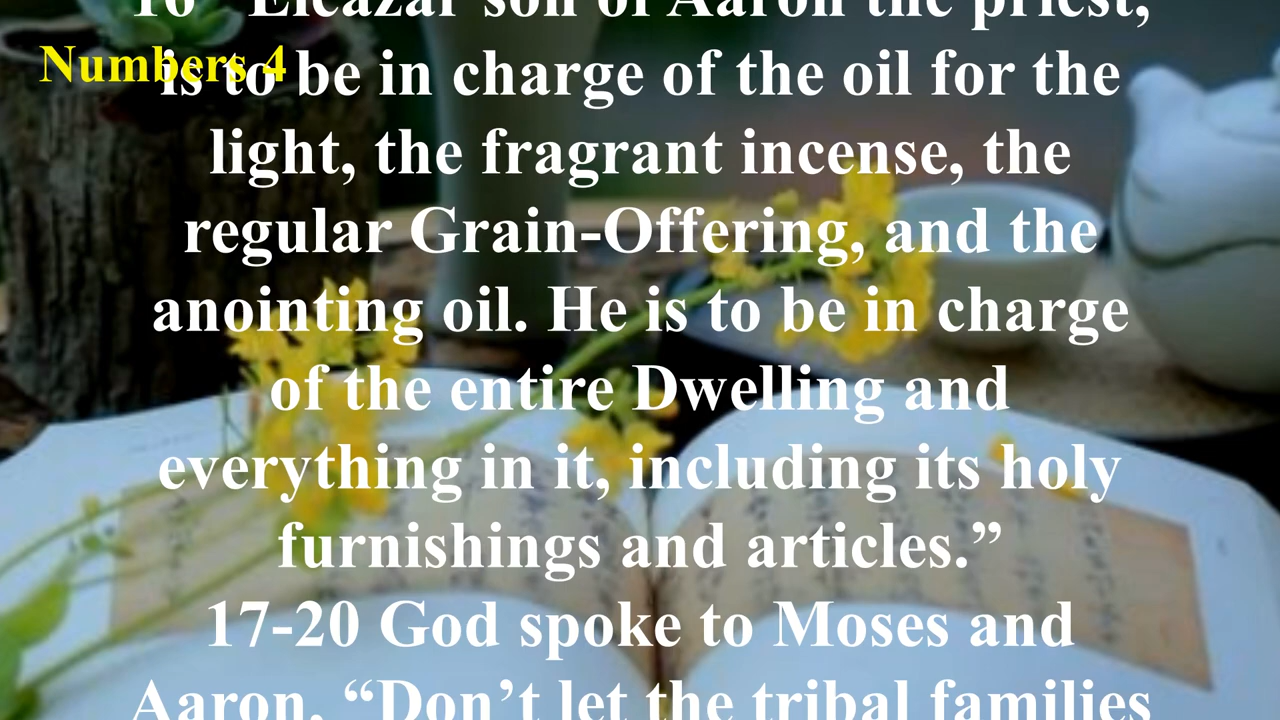 16 “Eleazar son of Aaron the priest,
Numbers 4
is to be in charge of the oil for the
light, the fragrant incense, the
regular Grain-Offering, and the
anointing oil. He is to be in charge
of the entire Dwelling and
everything in it, including its holy
furnishings and articles.”
17-20 God spoke to Moses and
Aaron, “Don’t let the tribal families